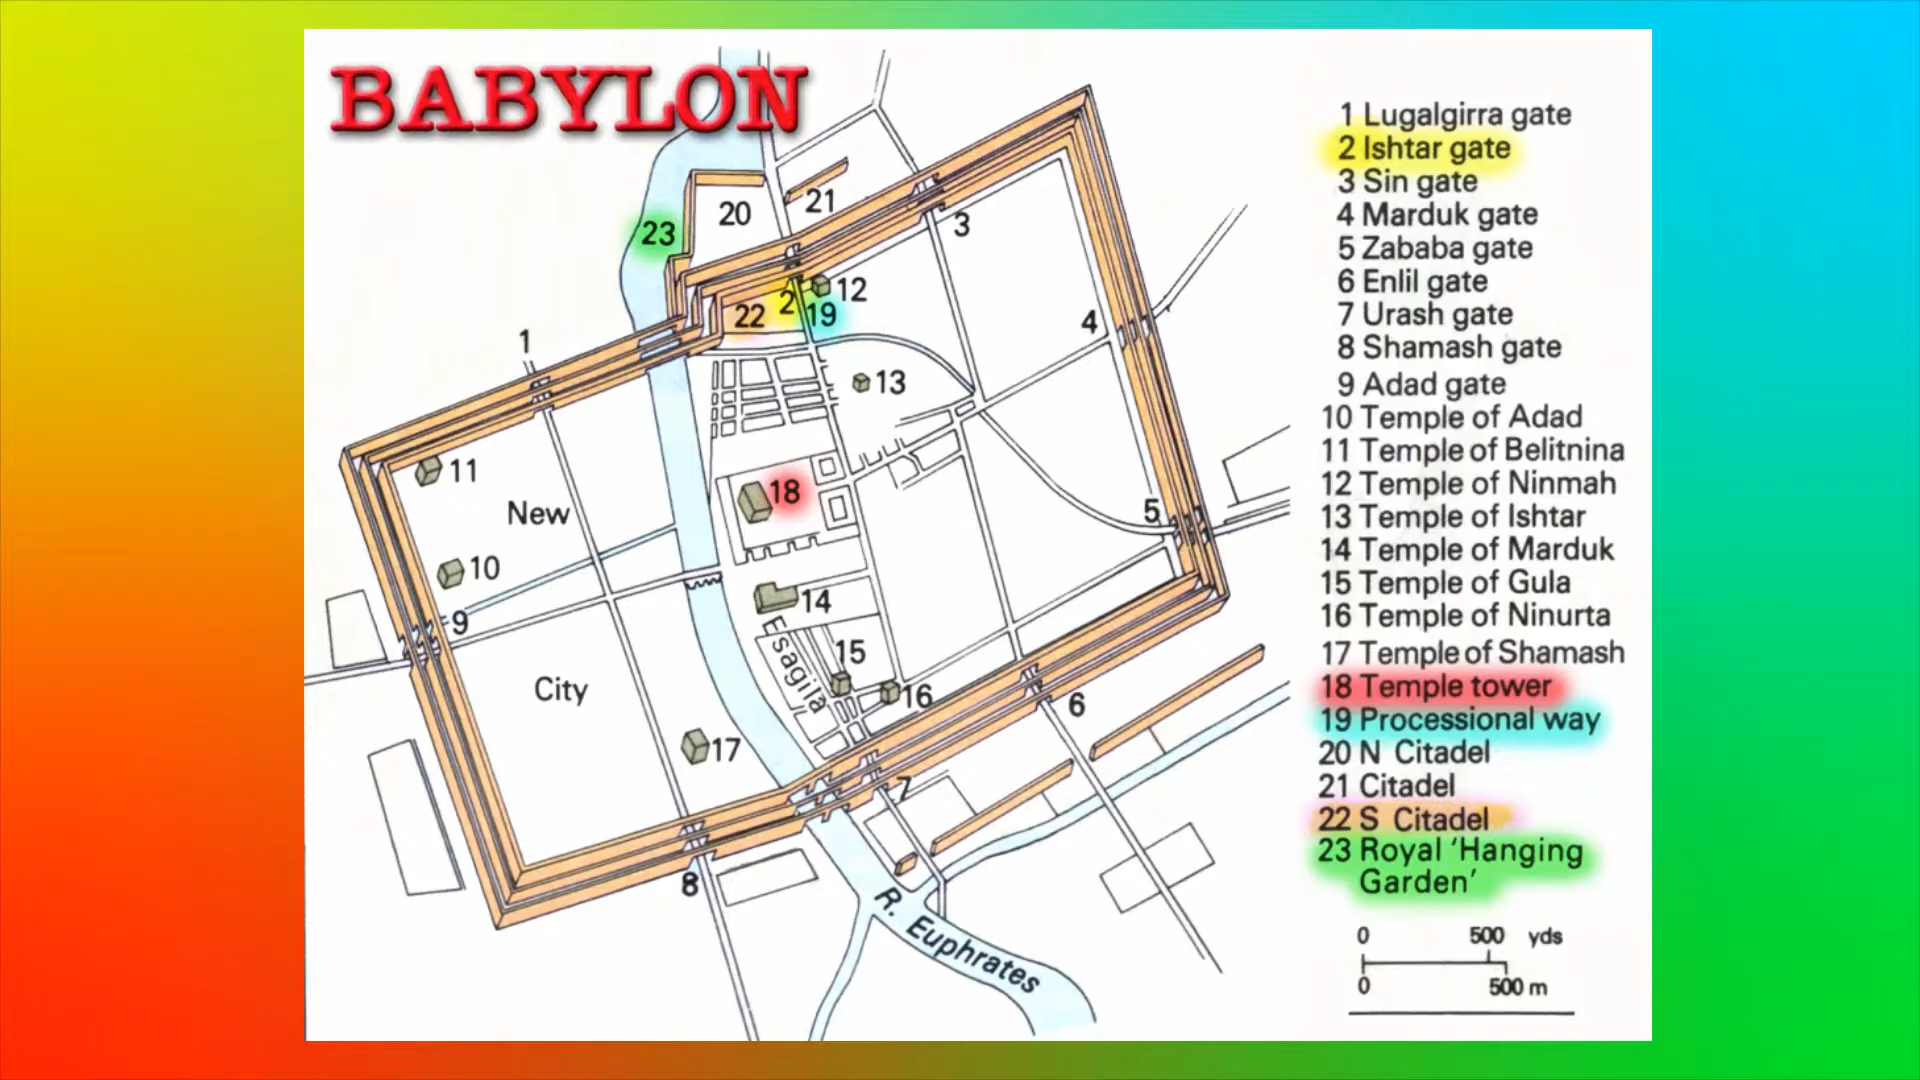 BABYLON
20
21
3
23
12
2
22
19
1
4
13
11
18
New
5
10
14
9
Esagila
15
City
16
6
17
7
8
R. Euphrates
1 Lugalgirra gate
2 Ishtar gate
3 Sin gate
4 Marduk gate
5 Zababa gate
6 Enlil gate
7 Urash gate
8 Shamash gate
9 Adad gate
10 Temple of Adad
11 Temple of Belitnina
12 Temple of Ninmah
13 Temple of Ishtar
14 Temple of Marduk
15 Temple of Gula
16 Temple of Ninurta
17 Temple of Shamash
18 Temple tower
19 Processional way
20 N Citadel
21 Citadel
22 S Citadel
23 Royal 'Hanging
Garden'
0 500 yds
0 500 m